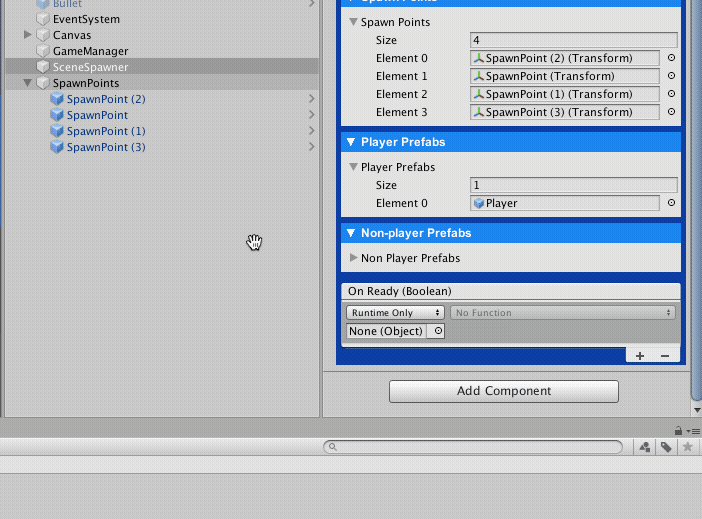 Bullet
EventSystem
Canvas
GameManager
SceneSpawner
SpawnPoints
SpawnPoint (2)
SpawnPoint
SpawnPoint (1)
SpawnPoint (3)
Spawn Points
Spawn Points
Size 4
Element 0 SpawnPoint (2) (Transform)
Element 1 SpawnPoint (Transform)
Element 2 SpawnPoint (1) (Transform)
Element 3 SpawnPoint (3) (Transform)
Player Prefabs
Player Prefabs
Size 1
Element 0 Player
Non-player Prefabs
Non Player Prefabs
On Ready (Boolean)
Runtime Only No Function
None (Object)
Add Component